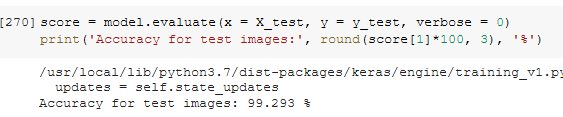 [270] score = model.evaluate(x = X_test, y = y_test, verbose = 0)
print('Accuracy for test images:', round(score[1]*100, 3), '%')
/usr/local/lib/python3.7/dist-packages/keras/engine/training_v1.py
updates = self.state_updates
Accuracy for test images: 99.293 %